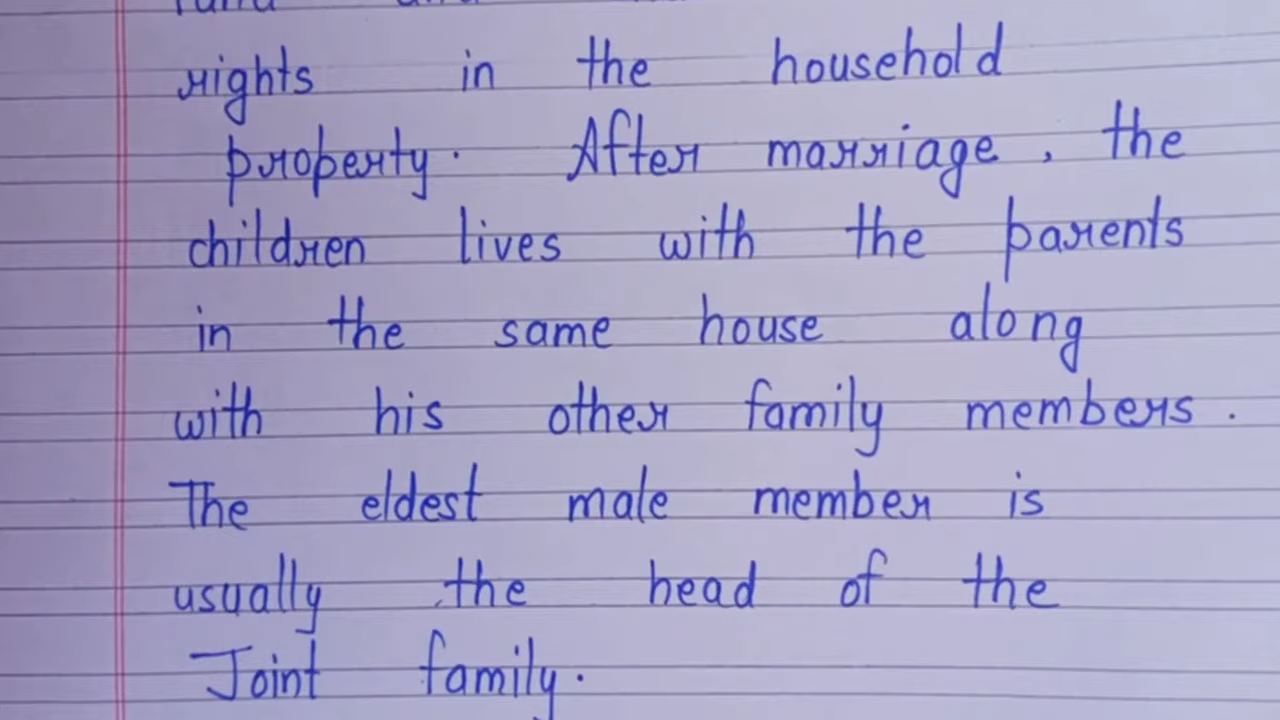 rights in the household
property. After marriage, the
children lives with the parents
in the same house along
with his other family members.
The eldest male member is
usually the head of the
Joint family.